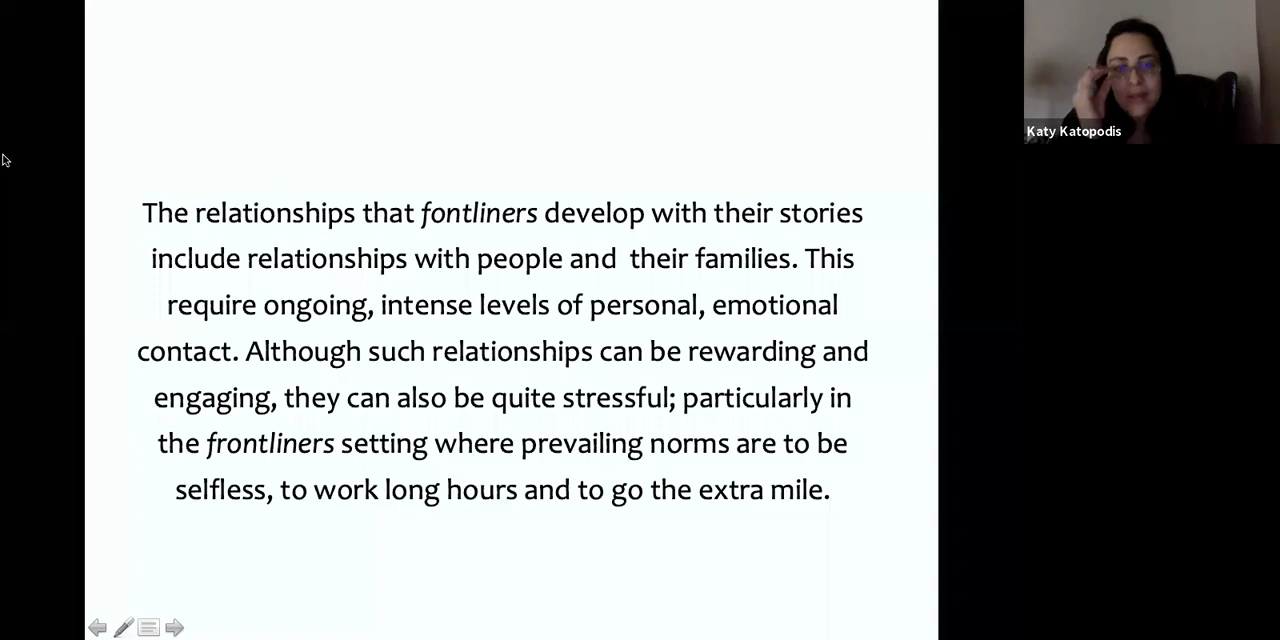 The relationships that fontliners develop with their stories
include relationships with people and  their families. This
require ongoing, intense levels of personal, emotional
contact. Although such relationships can be rewarding and
engaging, they can also be quite stressful; particularly in
the frontliners setting where prevailing norms are to be
selfless, to work long hours and to go the extra mile.
Katy Katopodis